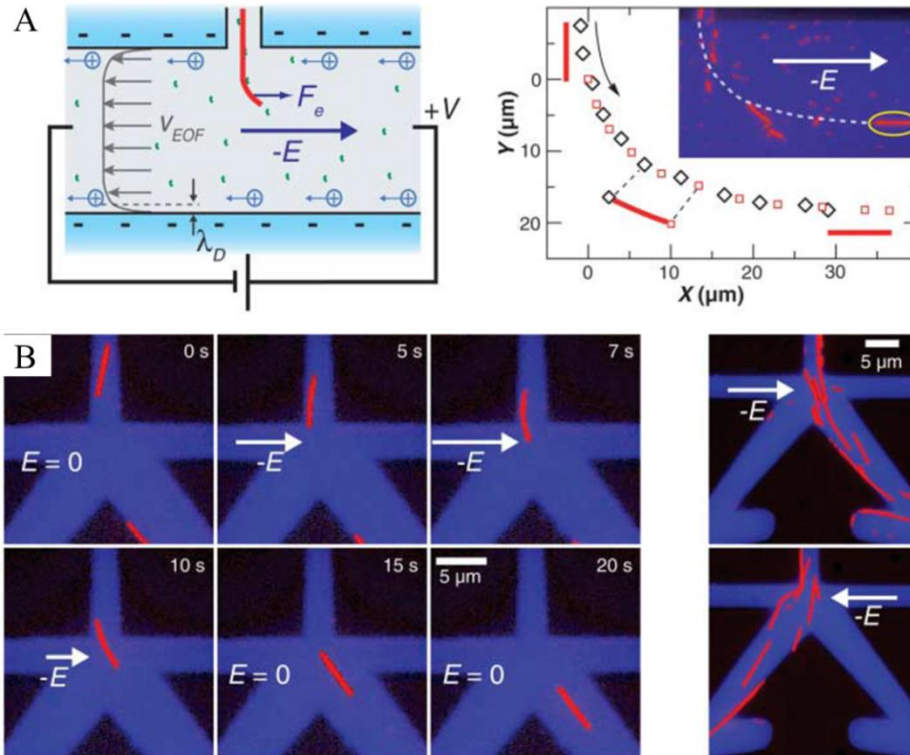 A
V_EOF
F_e
-E
+V
λ_D
Y (µm)
0
10
20
0
10
20
30
X (µm)
-E
B
0 s
E = 0
5 s
-E
7 s
-E
5 µm
-E
10 s
-E
15 s
E = 0
5 µm
20 s
E = 0
-E